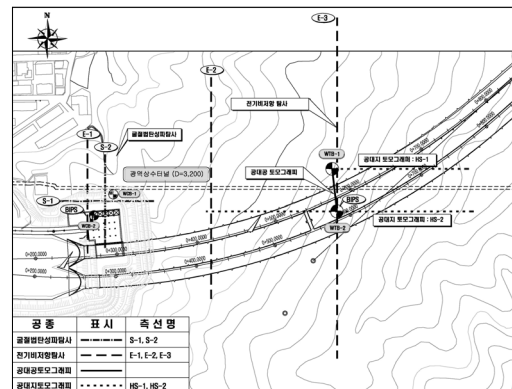 N
E-3
E-2
전기비저항 탐사
E-1
S-2
굴절법탄성파탐사
WTB-1
공대지 토모그래피 : HS-1
광역상수터널 (D=3,200)
공대공 토모그래피
S-1
BIPS
BIPS
WTB-2
공대지 토모그래피 : HS-2
공 종 표 시 측 선 명
굴절법탄성파탐사 S-1, S-2
전기비저항탐사 E-1, E-2, E-3
공대공토모그래피
공대지토모그래피 HS-1, HS-2